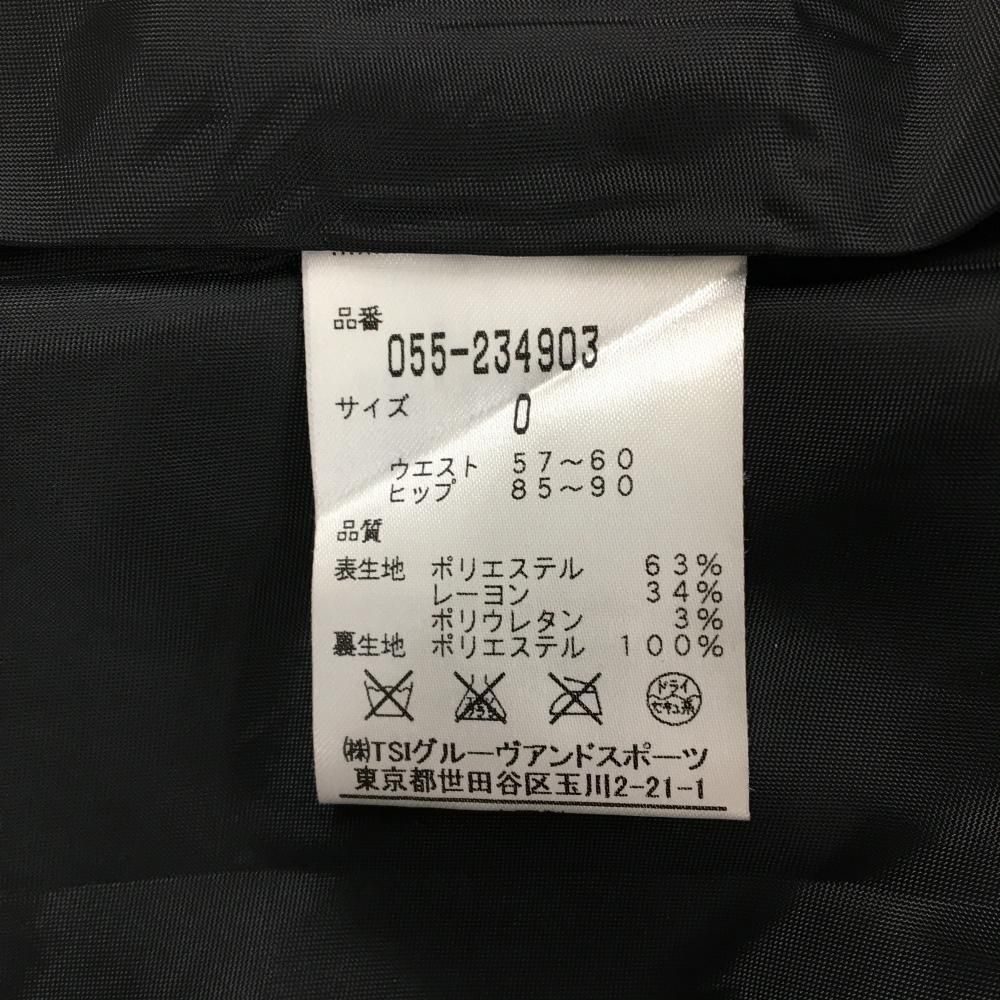 品番
055-234903
サイズ 0
ウエスト 57～60
ヒップ 85～90
品質
表生地 ポリエステル 63%
レーヨン 34%
ポリウレタン 3%
裏生地 ポリエステル 100%
ドライ
セキユ系
㈱TSIグルーヴアンドスポーツ
東京都世田谷区玉川2-21-1